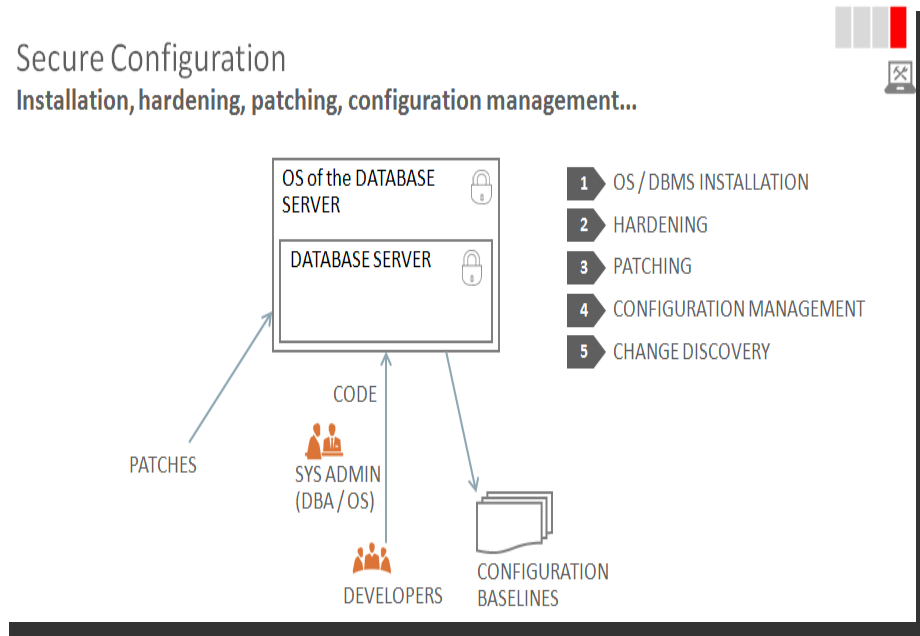 Secure Configuration
Installation, hardening, patching, configuration management...
OS of the DATABASE
SERVER
DATABASE SERVER
1 OS / DBMS INSTALLATION
2 HARDENING
3 PATCHING
4 CONFIGURATION MANAGEMENT
5 CHANGE DISCOVERY
CODE
PATCHES
SYS ADMIN
(DBA / OS)
DEVELOPERS
CONFIGURATION
BASELINES